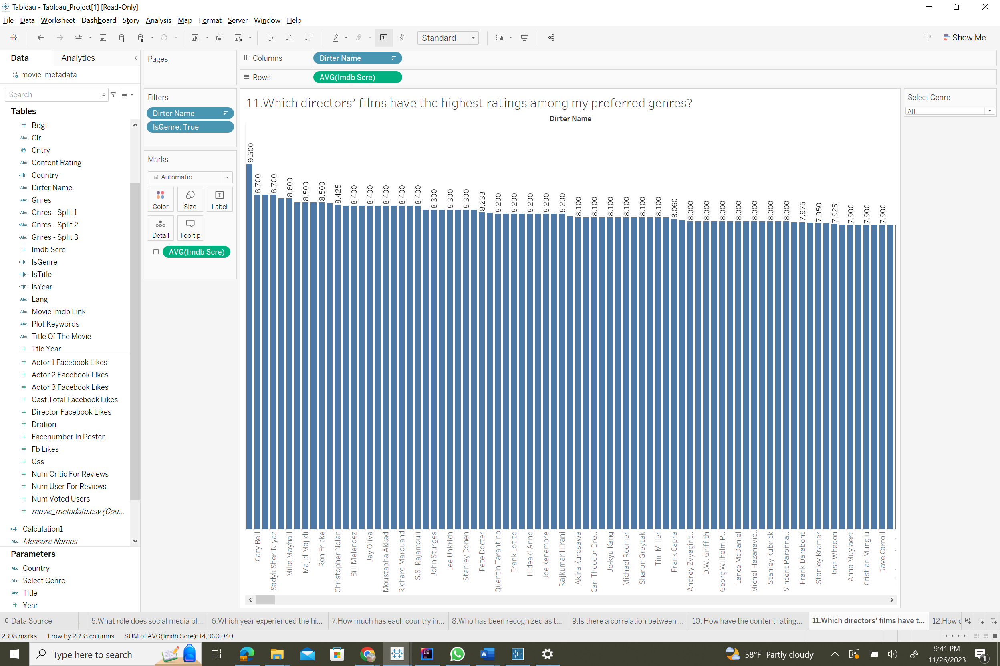 Tableau - Tableau_Project[1] [Read-Only]
File Data Worksheet Dashboard Story Analysis Map Format Server Window Help
Standard
Show Me
Data
Analytics
movie_metadata
Search
Tables
Bdgt
Abc Clr
Cntry
Abc Content Rating
=T|F Country
Abc Dirter Name
Abc Gnres
=Abc Gnres - Split 1
=Abc Gnres - Split 2
=Abc Gnres - Split 3
# Imdb Scre
=T|F IsGenre
=T|F IsTitle
=T|F IsYear
Abc Lang
Abc Movie Imdb Link
Abc Plot Keywords
Abc Title Of The Movie
# Ttle Year
# Actor 1 Facebook Likes
# Actor 2 Facebook Likes
# Actor 3 Facebook Likes
# Cast Total Facebook Likes
# Director Facebook Likes
# Dration
# Facenumber In Poster
# Fb Likes
# Gss
# Num Critic For Reviews
# Num User For Reviews
# Num Voted Users
# movie_metadata.csv (Cou...
=# Calculation1
Abc Measure Names
Parameters
Abc Country
Abc Select Genre
Abc Title
# Year
Pages
Filters
Dirter Name
IsGenre: True
Marks
Automatic
Color Size Label
Detail Tooltip
AVG(Imdb Scre)
Columns Dirter Name
Rows AVG(Imdb Scre)
11.Which directors' films have the highest ratings among my preferred genres?
Dirter Name
9.500
8.700
8.700
8.600
8.500
8.500
8.425
8.400
8.400
8.400
8.400
8.400
8.300
8.300
8.300
8.233
8.200
8.200
8.200
8.200
8.200
8.100
8.100
8.100
8.100
8.100
8.100
8.060
8.000
8.000
8.000
8.000
8.000
8.000
8.000
7.975
7.950
7.925
7.900
7.900
7.900
Cary Bell
Sadyk Sher-Niyaz
Mike Mayhall
Majid Majidi
Ron Fricke
Christopher Nolan
Bill Melendez
Jay Oliva
Moustapha Akkad
Richard Marquand
S.S. Rajamouli
John Sturges
Lee Unkrich
Stanley Donen
Pete Docter
Quentin Tarantino
Frank Lotito
Hideaki Anno
Joe Kenemore
Rajkumar Hirani
Akira Kurosawa
Carl Theodor Dre..
Je-kyu Kang
Michael Roemer
Sharon Greytak
Tim Miller
Frank Capra
Andrey Zvyagint..
D.W. Griffith
Georg Wilhelm P..
Lance McDaniel
Michel Hazanavic..
Stanley Kubrick
Vincent Paronna..
Frank Darabont
Stanley Kramer
Joss Whedon
Anna Muylaert
Cristian Mungiu
Dave Carroll
Select Genre
All
Data Source
5.What role does social media pl...
6.Which year experienced the hi...
7.How much has each country in...
8.Who has been recognized as t...
9.Is there a correlation between ...
10. How have the content rating...
11.Which directors' films have t...
12.How
2398 marks 1 row by 2398 columns SUM of AVG(Imdb Scre): 14,960.940
Type here to search
58°F Partly cloudy
9:41 PM
11/26/2023
1